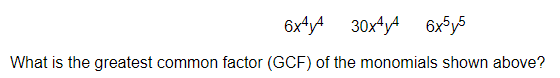 6x⁴y⁴ 30x⁴y⁴ 6x⁵y⁵
What is the greatest common factor (GCF) of the monomials shown above?